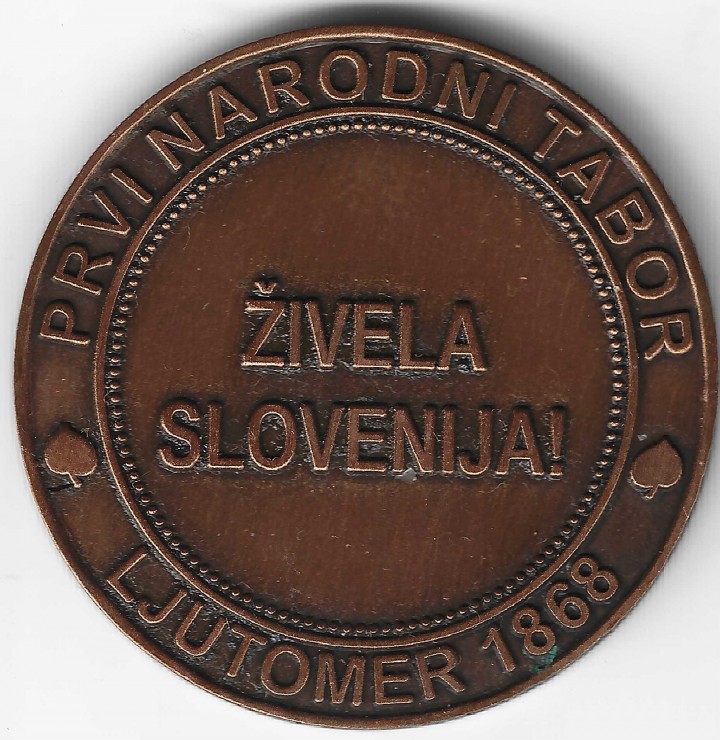 PRVI NARODNI TABOR
ŽIVELA
SLOVENIJA!
LJUTOMER 1868